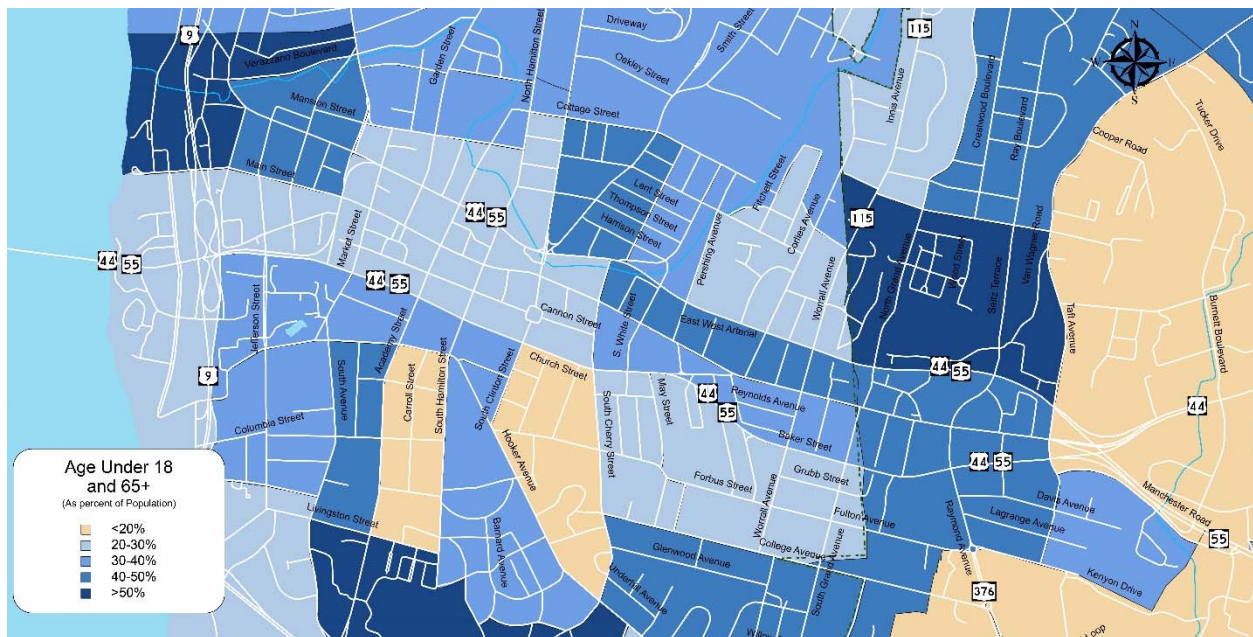 9
Verazzano Boulevard
Mansion Street
Main Street
Garden Street
North Hamilton Street
Driveway
Smith Street
Oakley Street
Cottage Street
115
Innis Avenue
Crestwood Boulevard
Ray Boulevard
N
W
E
S
Tucker Drive
Cooper Road
Lent Street
Thompson Street
Harrison Street
Fitchett Street
Corlies Avenue
Pershing Avenue
Worrall Avenue
115
North Grand Avenue
Wood Street
Seitz Terrace
Van Wagner Road
Taft Avenue
Burnett Boulevard
44
55
Market Street
44
55
44
55
Jefferson Street
Academy Street
Cannon Street
S. White Street
East West Arterial
44
55
44
9
Columbia Street
South Avenue
Carroll Street
South Hamilton Street
South Clinton Street
Church Street
Hooker Avenue
South Cherry Street
May Street
44
55
Reynolds Avenue
Baker Street
Grubb Street
Forbus Street
Worrall Avenue
Fulton Avenue
College Avenue
44
55
Raymond Avenue
Davis Avenue
Lagrange Avenue
Manchester Road
55
Kenyon Drive
Livingston Street
Barnard Avenue
Glenwood Avenue
Underhill Avenue
South Grand Avenue
376
Willow
Loop
Age Under 18
and 65+
(As percent of Population)
<20%
20-30%
30-40%
40-50%
>50%